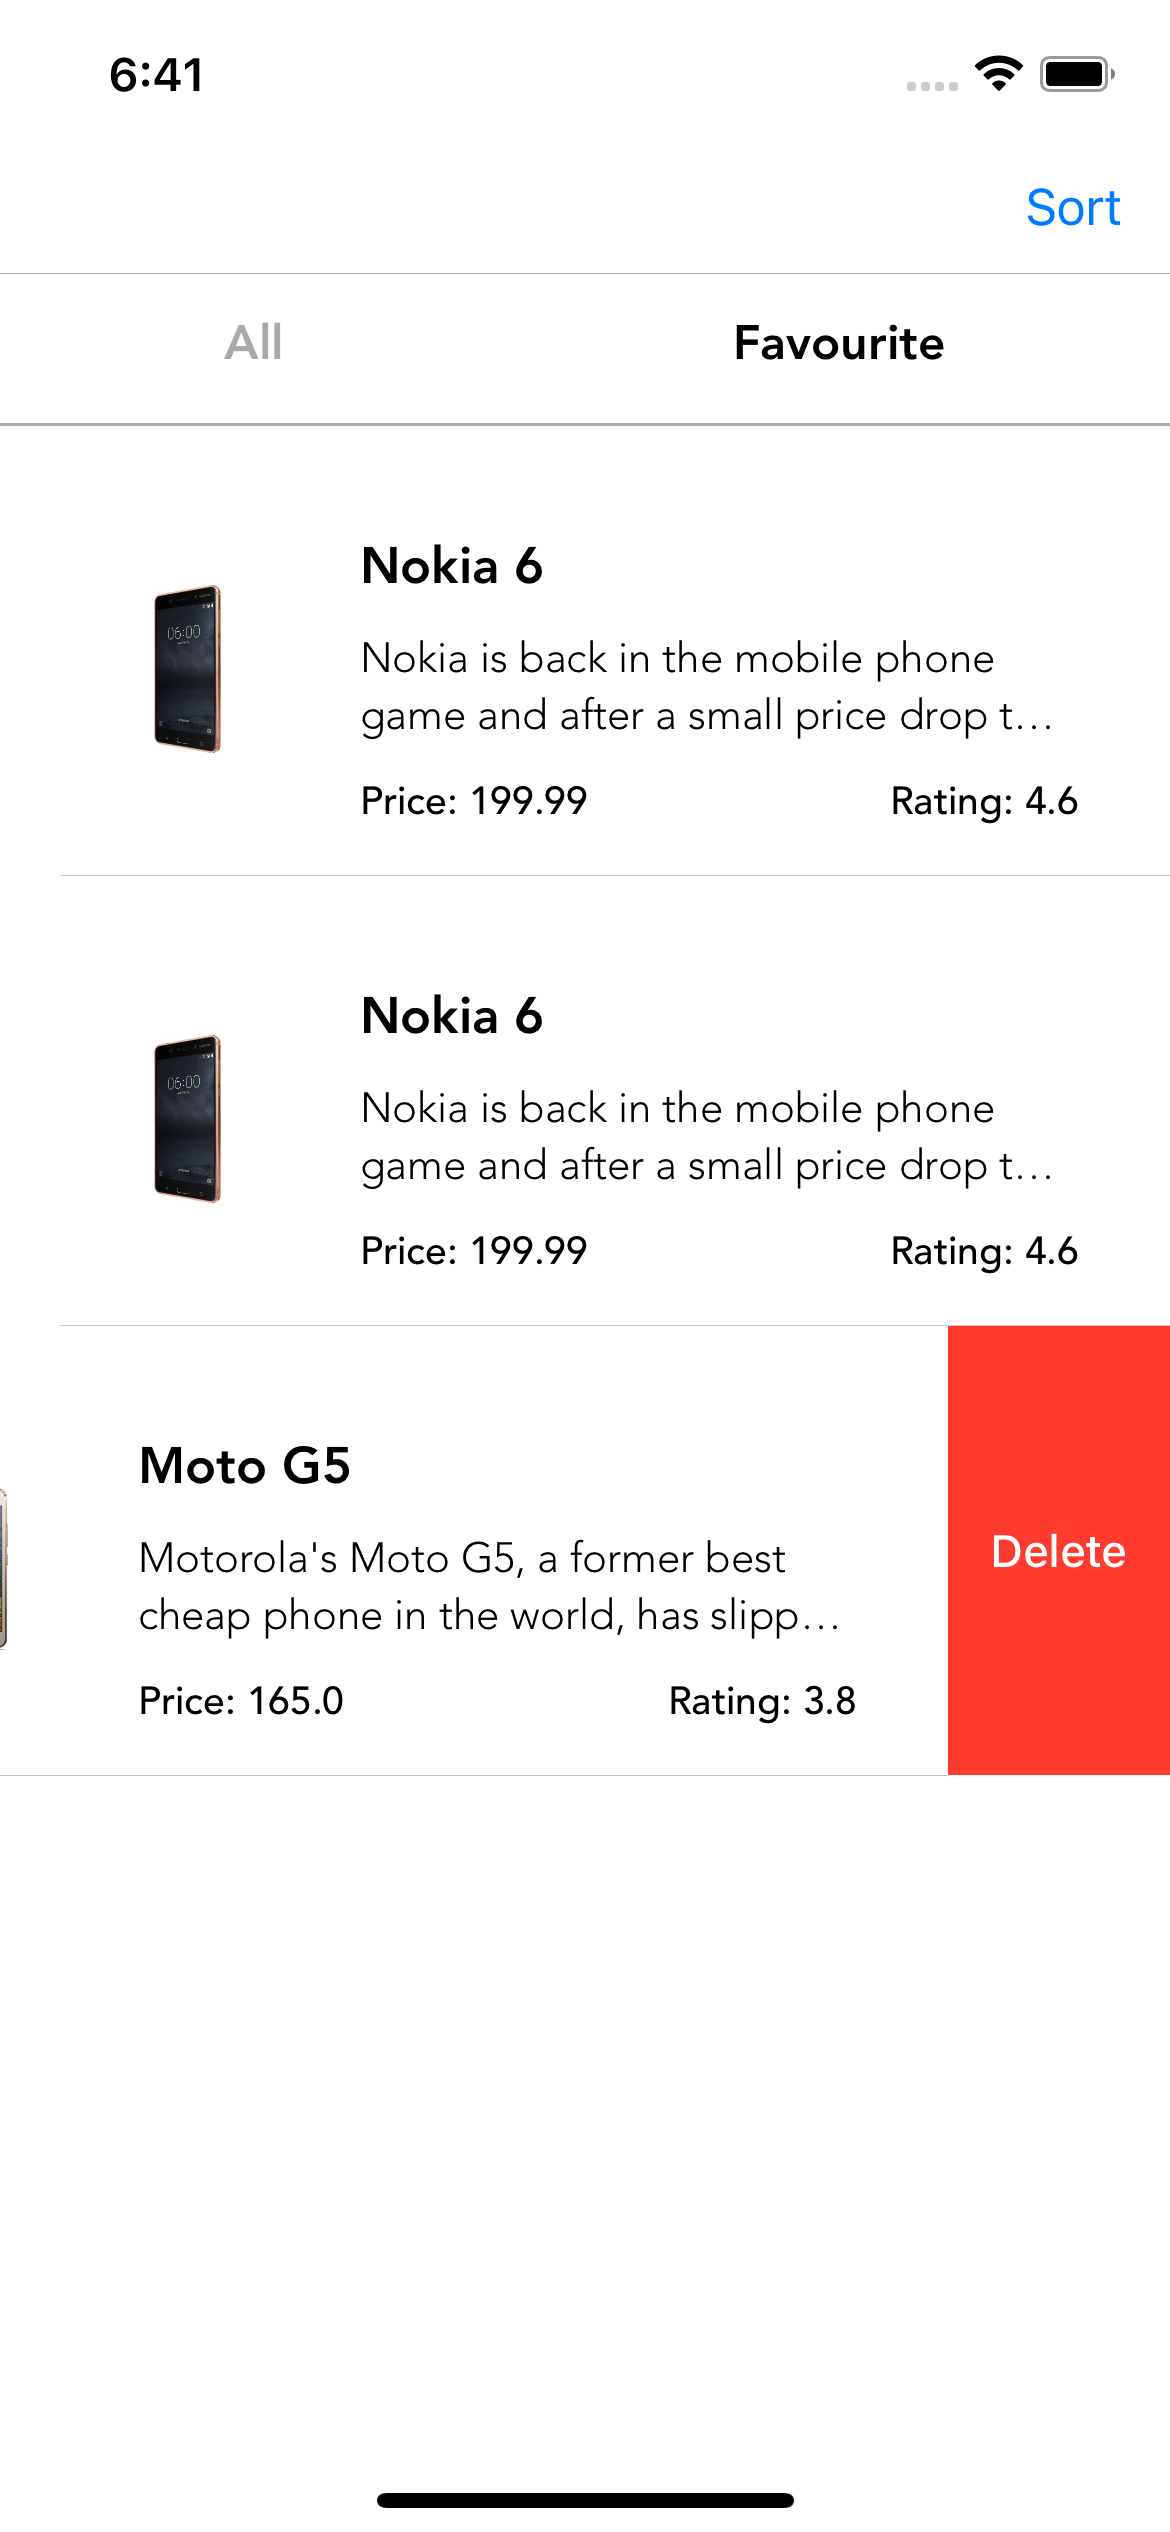 6:41
Sort
All Favourite
Nokia 6
Nokia is back in the mobile phone
game and after a small price drop t…
Price: 199.99 Rating: 4.6
Nokia 6
Nokia is back in the mobile phone
game and after a small price drop t…
Price: 199.99 Rating: 4.6
Moto G5
Motorola's Moto G5, a former best
cheap phone in the world, has slipp…
Price: 165.0 Rating: 3.8
Delete
06:00
06:00